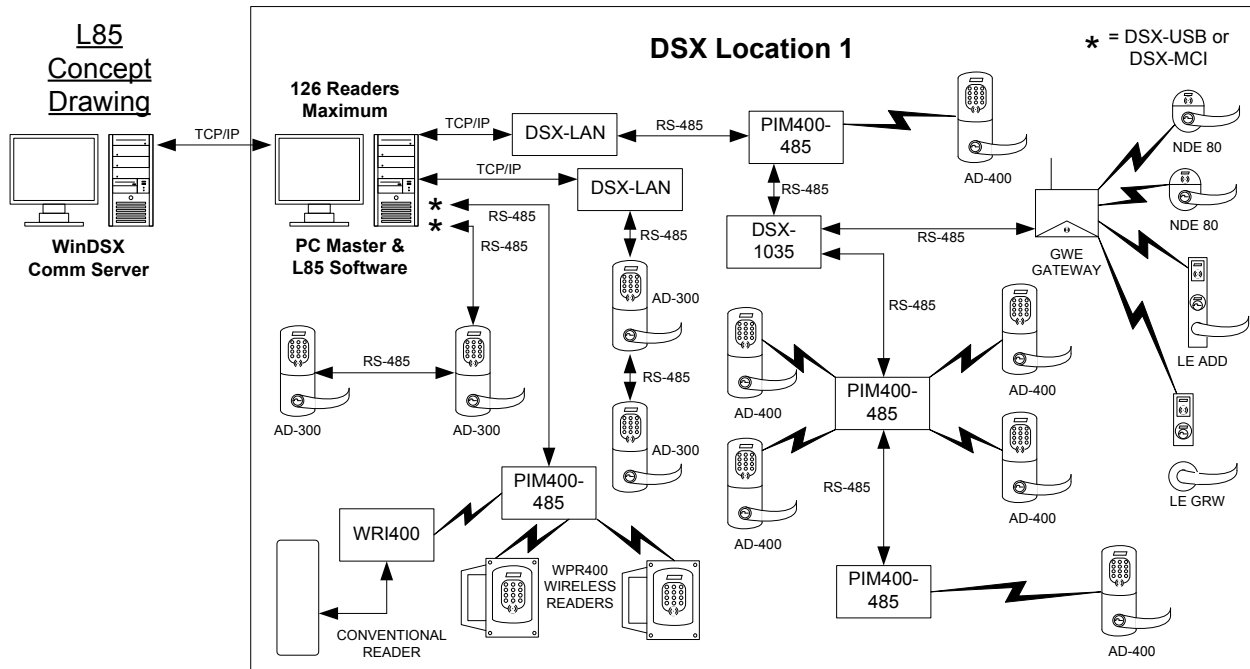 L85
Concept
Drawing
DSX Location 1
* = DSX-USB or
DSX-MCI
126 Readers
Maximum
TCP/IP
TCP/IP
DSX-LAN
RS-485
PIM400-
485
AD-400
NDE 80
TCP/IP
DSX-LAN
*
*
RS-485
RS-485
RS-485
RS-485
DSX-
1035
RS-485
GWE
GATEWAY
NDE 80
WinDSX
Comm Server
PC Master &
L85 Software
AD-300
RS-485
RS-485
AD-300
AD-300
RS-485
AD-300
LE ADD
AD-400
AD-400
PIM400-
485
AD-400
AD-400
RS-485
LE GRW
PIM400-
485
WRI400
WPR400
WIRELESS
READERS
CONVENTIONAL
READER
PIM400-
485
AD-400